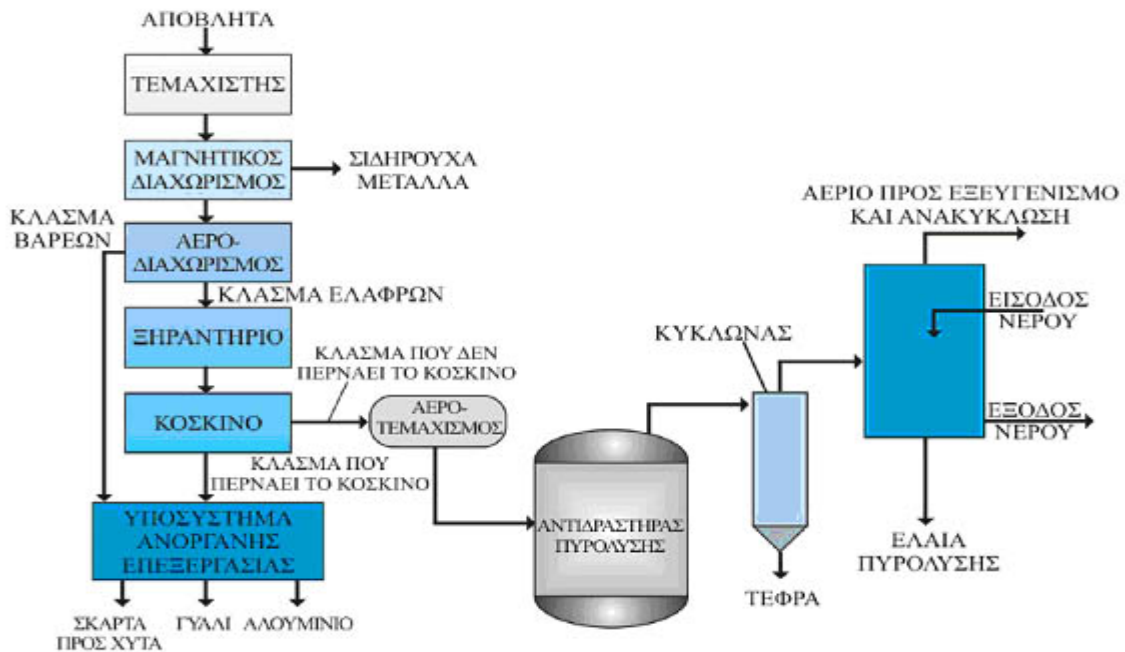 ΑΠΟΒΛΗΤΑ
ΤΕΜΑΧΙΣΤΗΣ
ΜΑΓΝΗΤΙΚΟΣ
ΔΙΑΧΩΡΙΣΜΟΣ
ΣΙΔΗΡΟΥΧΑ
ΜΕΤΑΛΛΑ
ΚΛΑΣΜΑ
ΒΑΡΕΩΝ
ΑΕΡΟ-
ΔΙΑΧΩΡΙΣΜΟΣ
ΚΛΑΣΜΑ ΕΛΑΦΡΩΝ
ΞΗΡΑΝΤΗΡΙΟ
ΚΛΑΣΜΑ ΠΟΥ ΔΕΝ
ΠΕΡΝΑΕΙ ΤΟ ΚΟΣΚΙΝΟ
ΚΟΣΚΙΝΟ
ΑΕΡΟ-
ΤΕΜΑΧΙΣΜΟΣ
ΚΛΑΣΜΑ ΠΟΥ
ΠΕΡΝΑΕΙ ΤΟ ΚΟΣΚΙΝΟ
ΥΠΟΣΥΣΤΗΜΑ
ΑΝΟΡΓΑΝΗΣ
ΕΠΕΞΕΡΓΑΣΙΑΣ
ΣΚΑΡΤΑ
ΠΡΟΣ ΧΥΤΑ
ΓΥΑΛΙ
ΑΛΟΥΜΙΝΙΟ
ΑΝΤΙΔΡΑΣΤΗΡΑΣ
ΠΥΡΟΛΥΣΗΣ
ΚΥΚΛΩΝΑΣ
ΤΕΦΡΑ
ΑΕΡΙΟ ΠΡΟΣ ΕΞΕΥΓΕΝΙΣΜΟ
ΚΑΙ ΑΝΑΚΥΚΛΩΣΗ
ΕΙΣΟΔΟΣ
ΝΕΡΟΥ
ΕΞΟΔΟΣ
ΝΕΡΟΥ
ΕΛΑΙΑ
ΠΥΡΟΛΥΣΗΣ